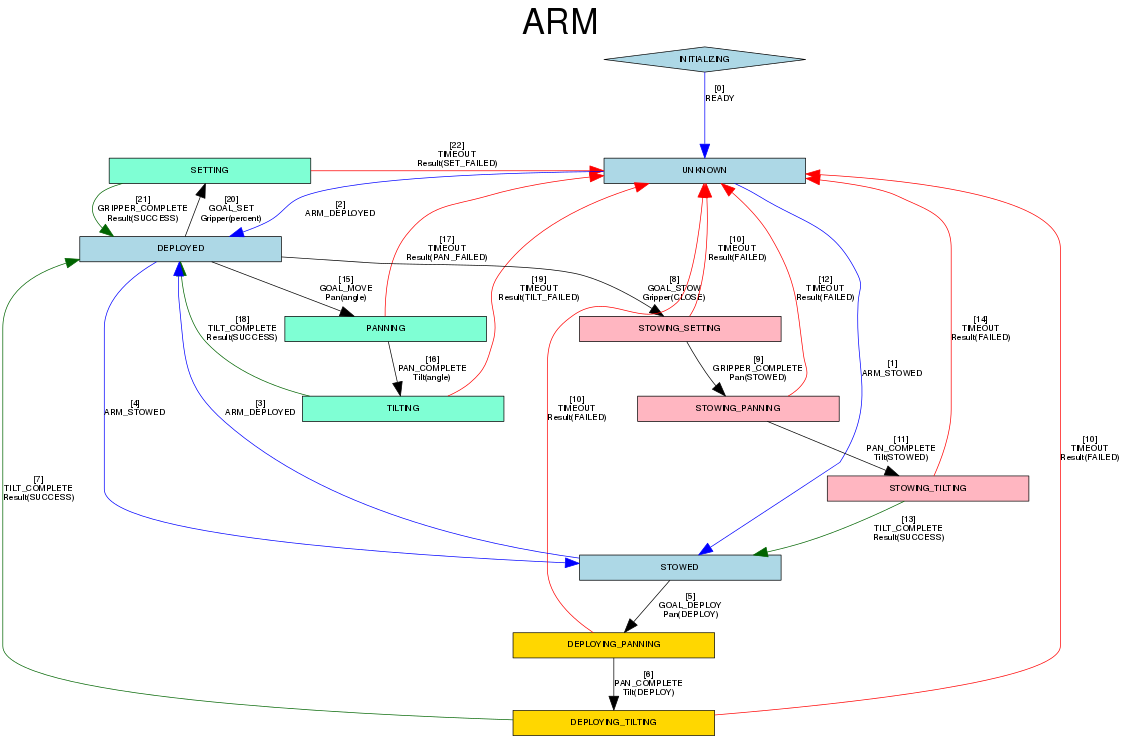 ARM
INITIALIZING
[0]
READY
[22]
TIMEOUT
Result(SET_FAILED)
SETTING
UNKNOWN
[21]
GRIPPER_COMPLETE
Result(SUCCESS)
[20]
GOAL_SET
Gripper(percent)
[2]
ARM_DEPLOYED
DEPLOYED
[17]
TIMEOUT
Result(PAN_FAILED)
[10]
TIMEOUT
Result(FAILED)
[15]
GOAL_MOVE
Pan(angle)
[19]
TIMEOUT
Result(TILT_FAILED)
[8]
GOAL_STOW
Gripper(CLOSE)
[12]
TIMEOUT
Result(FAILED)
[18]
TILT_COMPLETE
Result(SUCCESS)
PANNING
STOWING_SETTING
[14]
TIMEOUT
Result(FAILED)
[16]
PAN_COMPLETE
Tilt(angle)
[9]
GRIPPER_COMPLETE
Pan(STOWED)
[1]
ARM_STOWED
[4]
ARM_STOWED
[3]
ARM_DEPLOYED
TILTING
[10]
TIMEOUT
Result(FAILED)
STOWING_PANNING
[11]
PAN_COMPLETE
Tilt(STOWED)
[10]
TIMEOUT
Result(FAILED)
[7]
TILT_COMPLETE
Result(SUCCESS)
STOWING_TILTING
[13]
TILT_COMPLETE
Result(SUCCESS)
STOWED
[5]
GOAL_DEPLOY
Pan(DEPLOY)
DEPLOYING_PANNING
[6]
PAN_COMPLETE
Tilt(DEPLOY)
DEPLOYING_TILTING